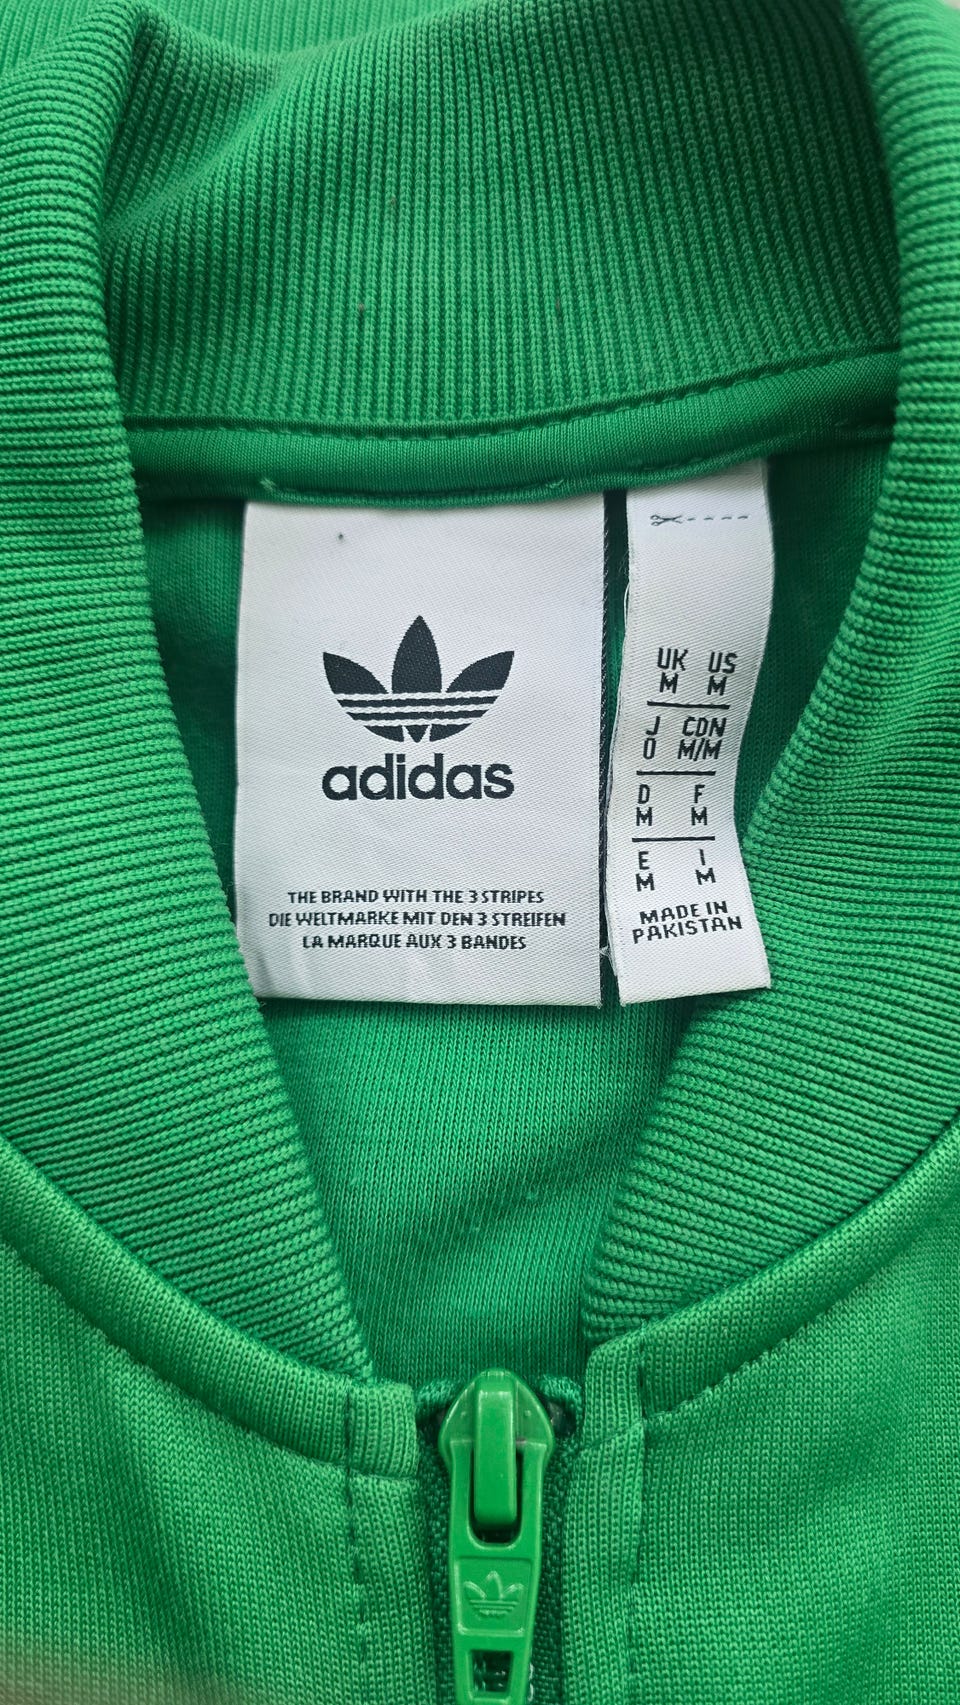 adidas
THE BRAND WITH THE 3 STRIPES
DIE WELTMARKE MIT DEN 3 STREIFEN
LA MARQUE AUX 3 BANDES
UK US
M M
J CDN
O M/M
D F
M M
E I
M M
MADE IN
PAKISTAN